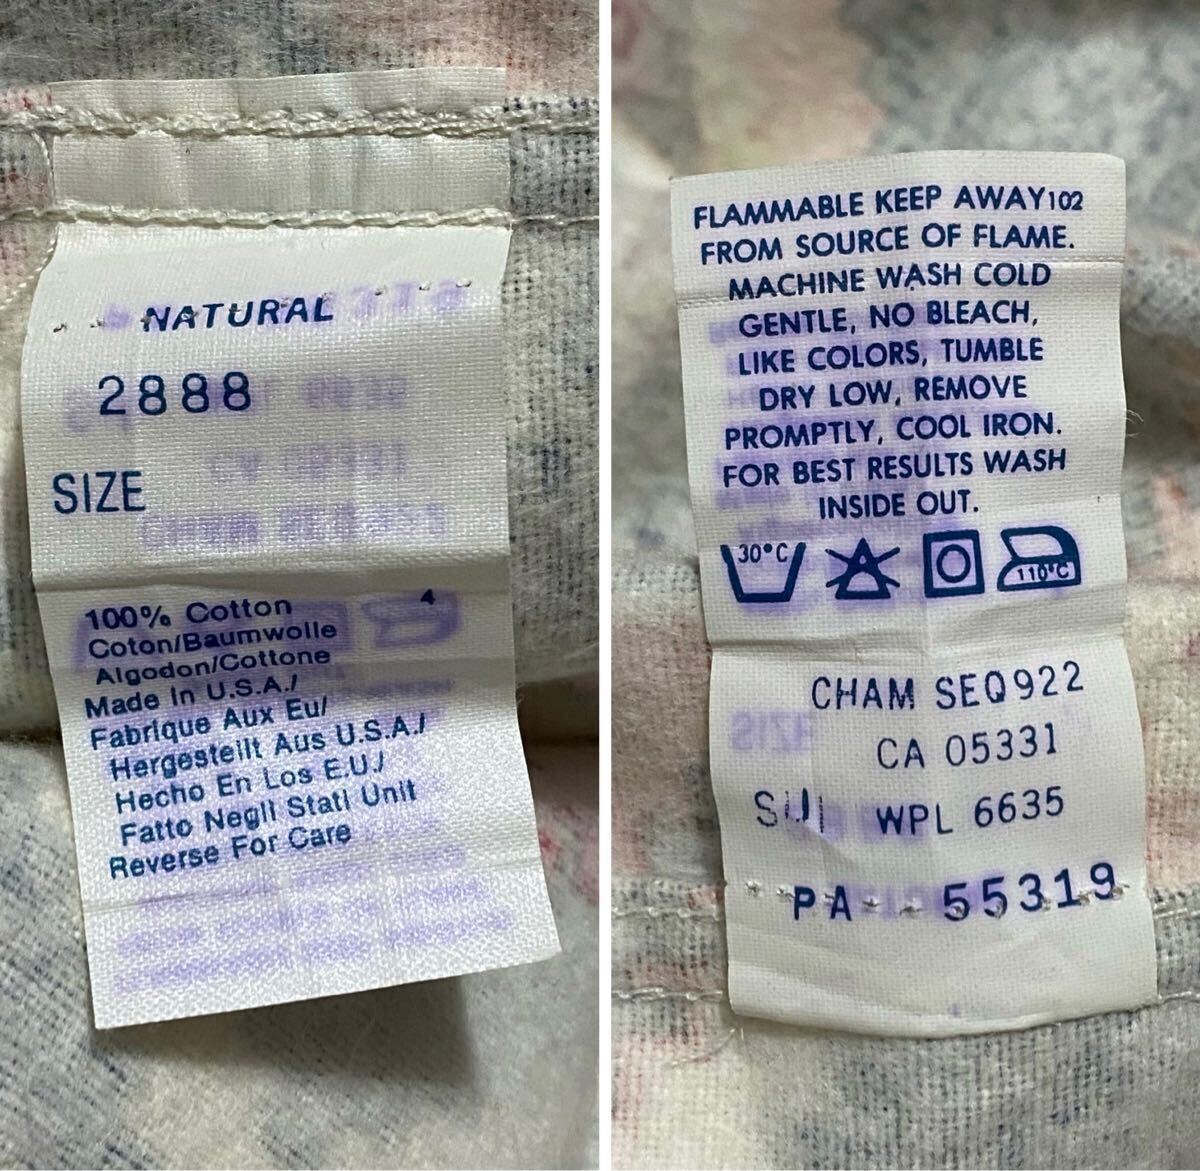 NATURAL
2888
SIZE
100% Cotton
4
Coton/Baumwolle
Algodon/Cottone
Made In U.S.A./
Fabrique Aux Eu/
Hergestellt Aus U.S.A./
Hecho En Los E.U./
Fatto Negli Stati Unit
Reverse For Care
FLAMMABLE KEEP AWAY 102
FROM SOURCE OF FLAME.
MACHINE WASH COLD
GENTLE, NO BLEACH,
LIKE COLORS, TUMBLE
DRY LOW, REMOVE
PROMPTLY, COOL IRON.
FOR BEST RESULTS WASH
INSIDE OUT.
30°C 110°C
CHAM SEQ922
CA 05331
WPL 6635
PA 55319